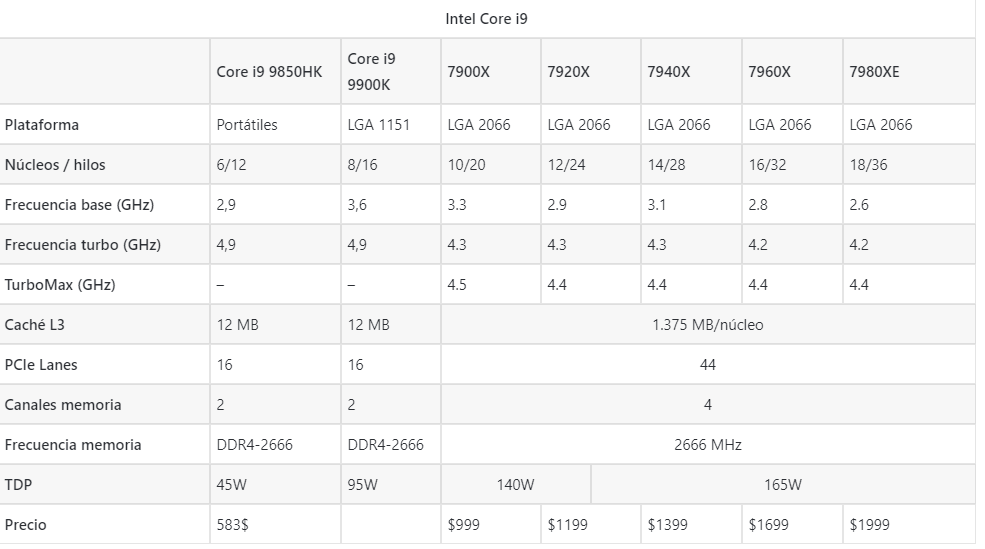 Intel Core i9
Core i9 9850HK Core i9 9900K 7900X 7920X 7940X 7960X 7980XE
Plataforma Portátiles LGA 1151 LGA 2066 LGA 2066 LGA 2066 LGA 2066 LGA 2066
Núcleos / hilos 6/12 8/16 10/20 12/24 14/28 16/32 18/36
Frecuencia base (GHz) 2,9 3,6 3.3 2.9 3.1 2.8 2.6
Frecuencia turbo (GHz) 4,9 4,9 4.3 4.3 4.3 4.2 4.2
TurboMax (GHz) – – 4.5 4.4 4.4 4.4 4.4
Caché L3 12 MB 12 MB 1.375 MB/núcleo
PCIe Lanes 16 16 44
Canales memoria 2 2 4
Frecuencia memoria DDR4-2666 DDR4-2666 2666 MHz
TDP 45W 95W 140W 165W
Precio 583$ $999 $1199 $1399 $1699 $1999